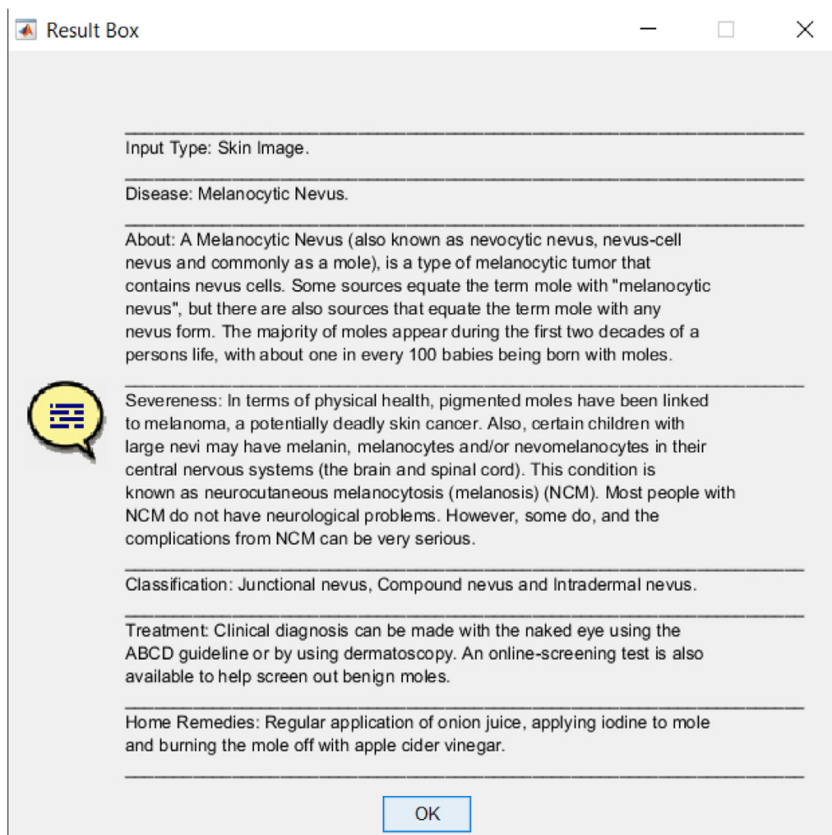 Result Box
Input Type: Skin Image.
Disease: Melanocytic Nevus.
About: A Melanocytic Nevus (also known as nevocytic nevus, nevus-cell
nevus and commonly as a mole), is a type of melanocytic tumor that
contains nevus cells. Some sources equate the term mole with "melanocytic
nevus", but there are also sources that equate the term mole with any
nevus form. The majority of moles appear during the first two decades of a
persons life, with about one in every 100 babies being born with moles.
Severeness: In terms of physical health, pigmented moles have been linked
to melanoma, a potentially deadly skin cancer. Also, certain children with
large nevi may have melanin, melanocytes and/or nevomelanocytes in their
central nervous systems (the brain and spinal cord). This condition is
known as neurocutaneous melanocytosis (melanosis) (NCM). Most people with
NCM do not have neurological problems. However, some do, and the
complications from NCM can be very serious.
Classification: Junctional nevus, Compound nevus and Intradermal nevus.
Treatment: Clinical diagnosis can be made with the naked eye using the
ABCD guideline or by using dermatoscopy. An online-screening test is also
available to help screen out benign moles.
Home Remedies: Regular application of onion juice, applying iodine to mole
and burning the mole off with apple cider vinegar.
OK